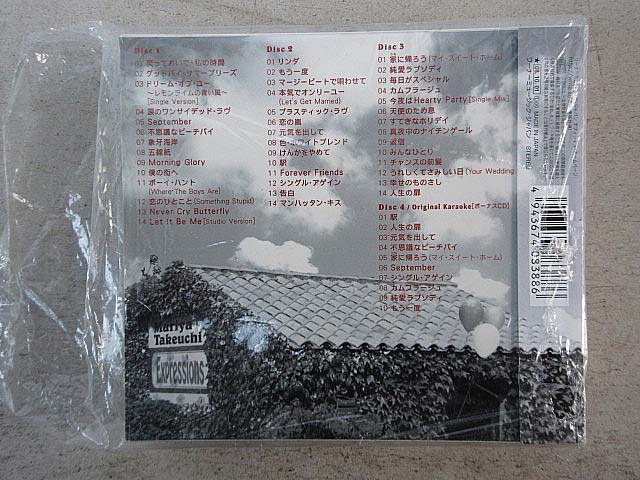 Disc 1
01 戻っておいで・私の時間
02 グッドバイ・サマーブリーズ
03 ドリーム・オブ・ユー
〜レモンライムの青い風〜
[Single Version]
04 涙のワンサイデッド・ラヴ
05 September
06 不思議なピーチパイ
07 象牙海岸
08 五線紙
09 Morning Glory
10 僕の街へ
11 ボーイ・ハント
(Where The Boys Are)
12 恋のひとこと(Something Stupid)
13 Never Cry Butterfly
14 Let It Be Me[Studio Version]
Disc 2
01 リンダ
02 もう一度
03 マージービートで唄わせて
04 本気でオンリーユー
(Let's Get Married)
05 プラスティック・ラヴ
06 恋の嵐
07 元気を出して
08 色・ホワイトブレンド
09 けんかをやめて
10 駅
11 Forever Friends
12 シングル・アゲイン
13 告白
14 マンハッタン・キス
Disc 3
01 家に帰ろう(マイ・スイート・ホーム)
02 純愛ラプソディ
03 毎日がスペシャル
04 カムフラージュ
05 今夜はHearty Party[Single Mix]
06 天使のため息
07 すてきなホリデイ
08 真夜中のナイチンゲール
09 返信
10 みんなひとり
11 チャンスの前髪
12 うれしくてさみしい日(Your Wedding
13 幸せのものさし
14 人生の扉
Disc 4 / Original Karaoke[ボーナスCD]
01 駅
02 人生の扉
03 元気を出して
04 不思議なピーチパイ
05 家に帰ろう(マイ・スイート・ホーム)
06 September
07 シングル・アゲイン
08 カムフラージュ
09 純愛ラプソディ
10 もう一度
Mariya
Takeuchi
Expressions
4 943674 083886